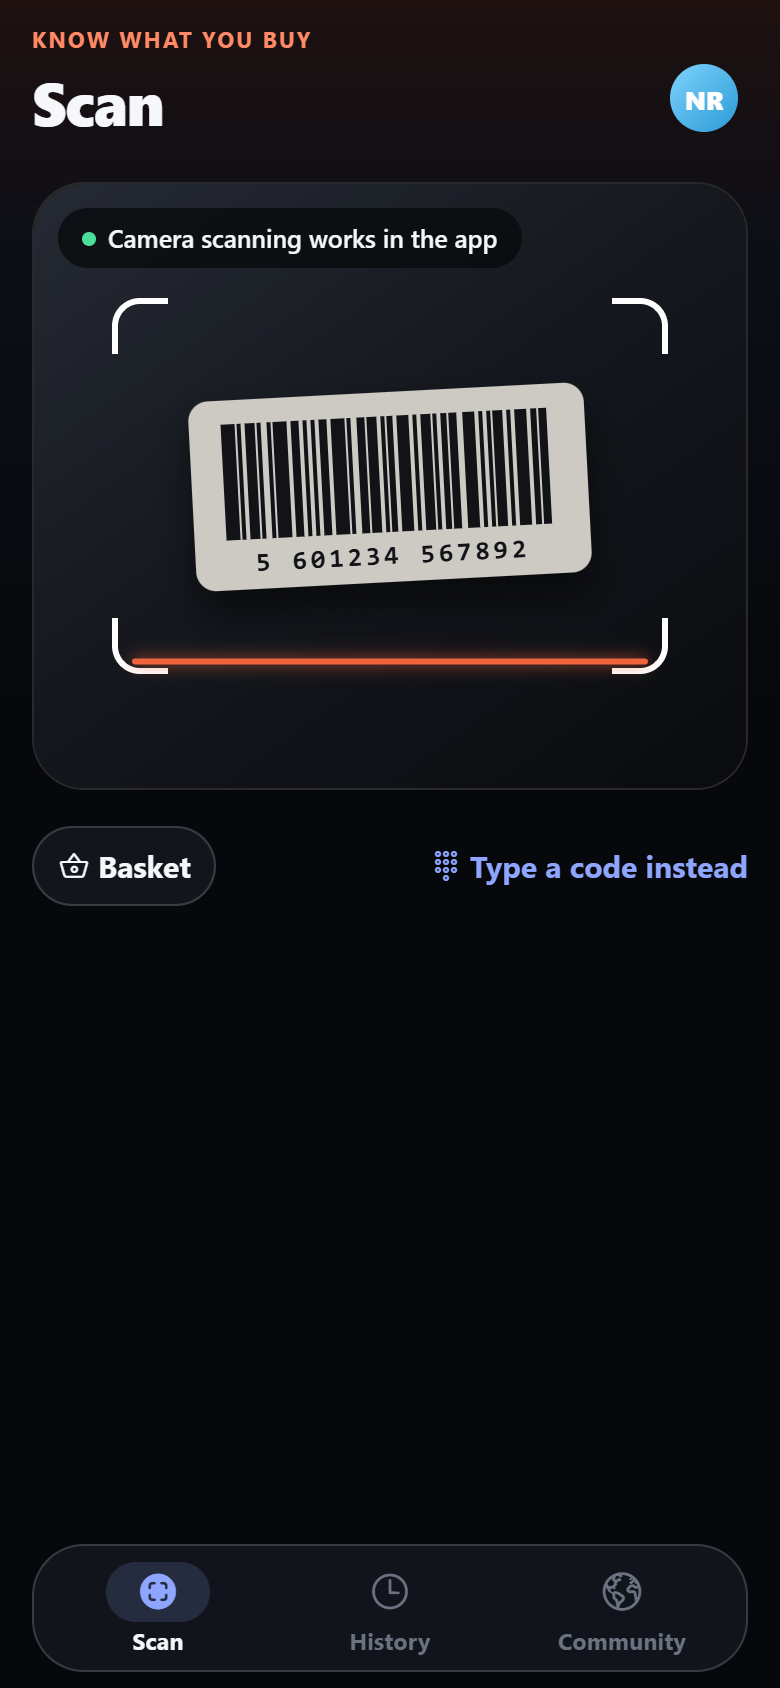 KNOW WHAT YOU BUY
Scan
NR
Camera scanning works in the app
5 601234 567892
Basket
Type a code instead
Scan
History
Community